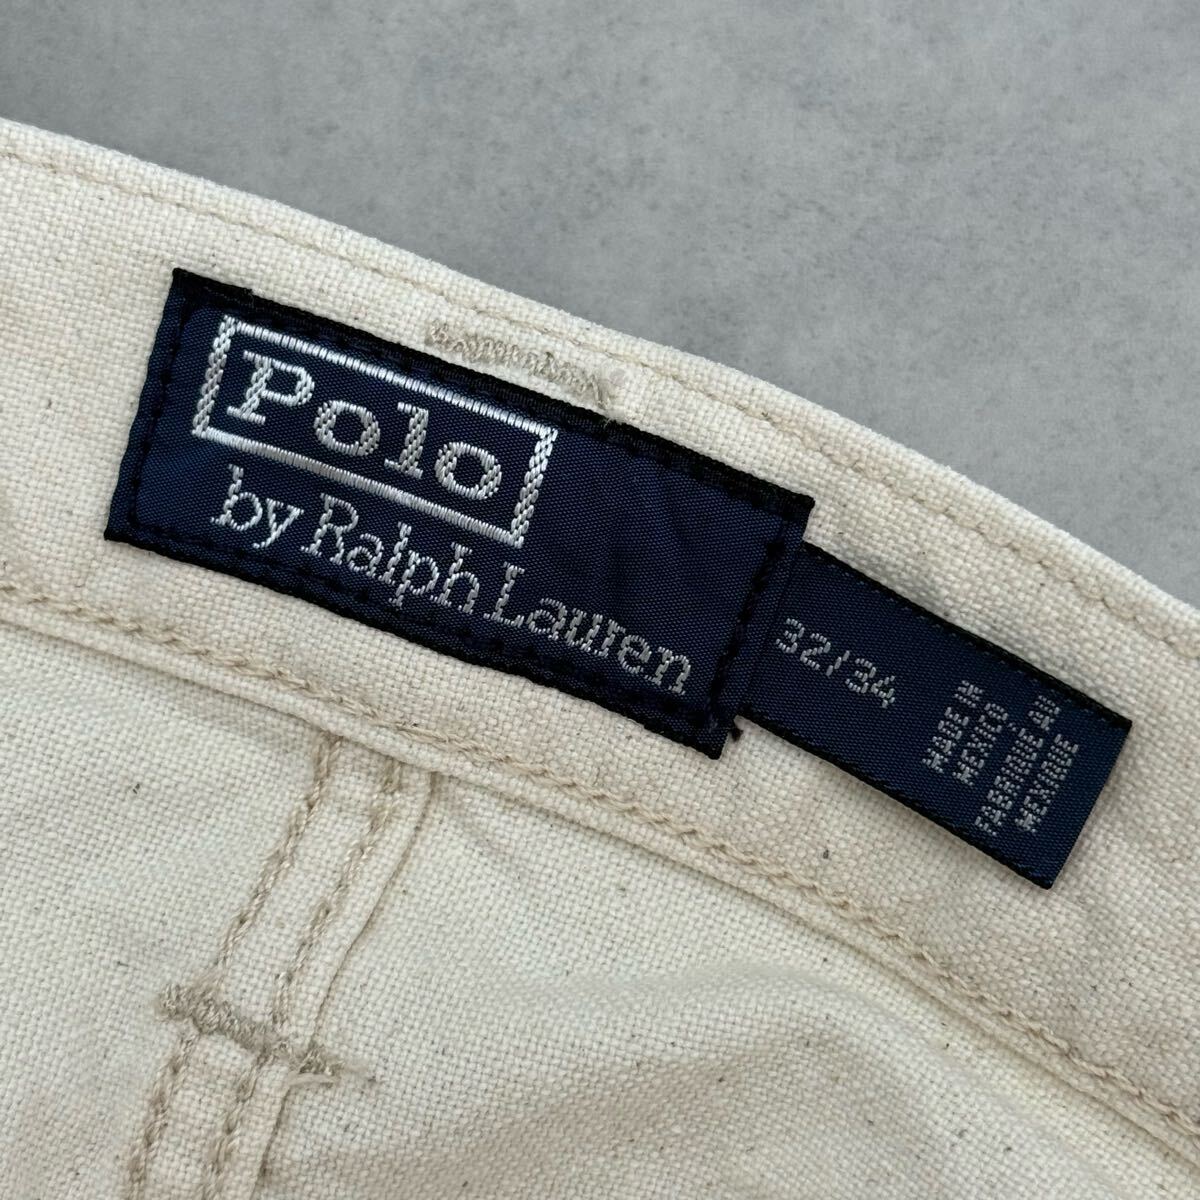 Polo
by Ralph Lauren
32/34
MADE IN
MEXICO
FABRIQUE AU
MEXIQUE